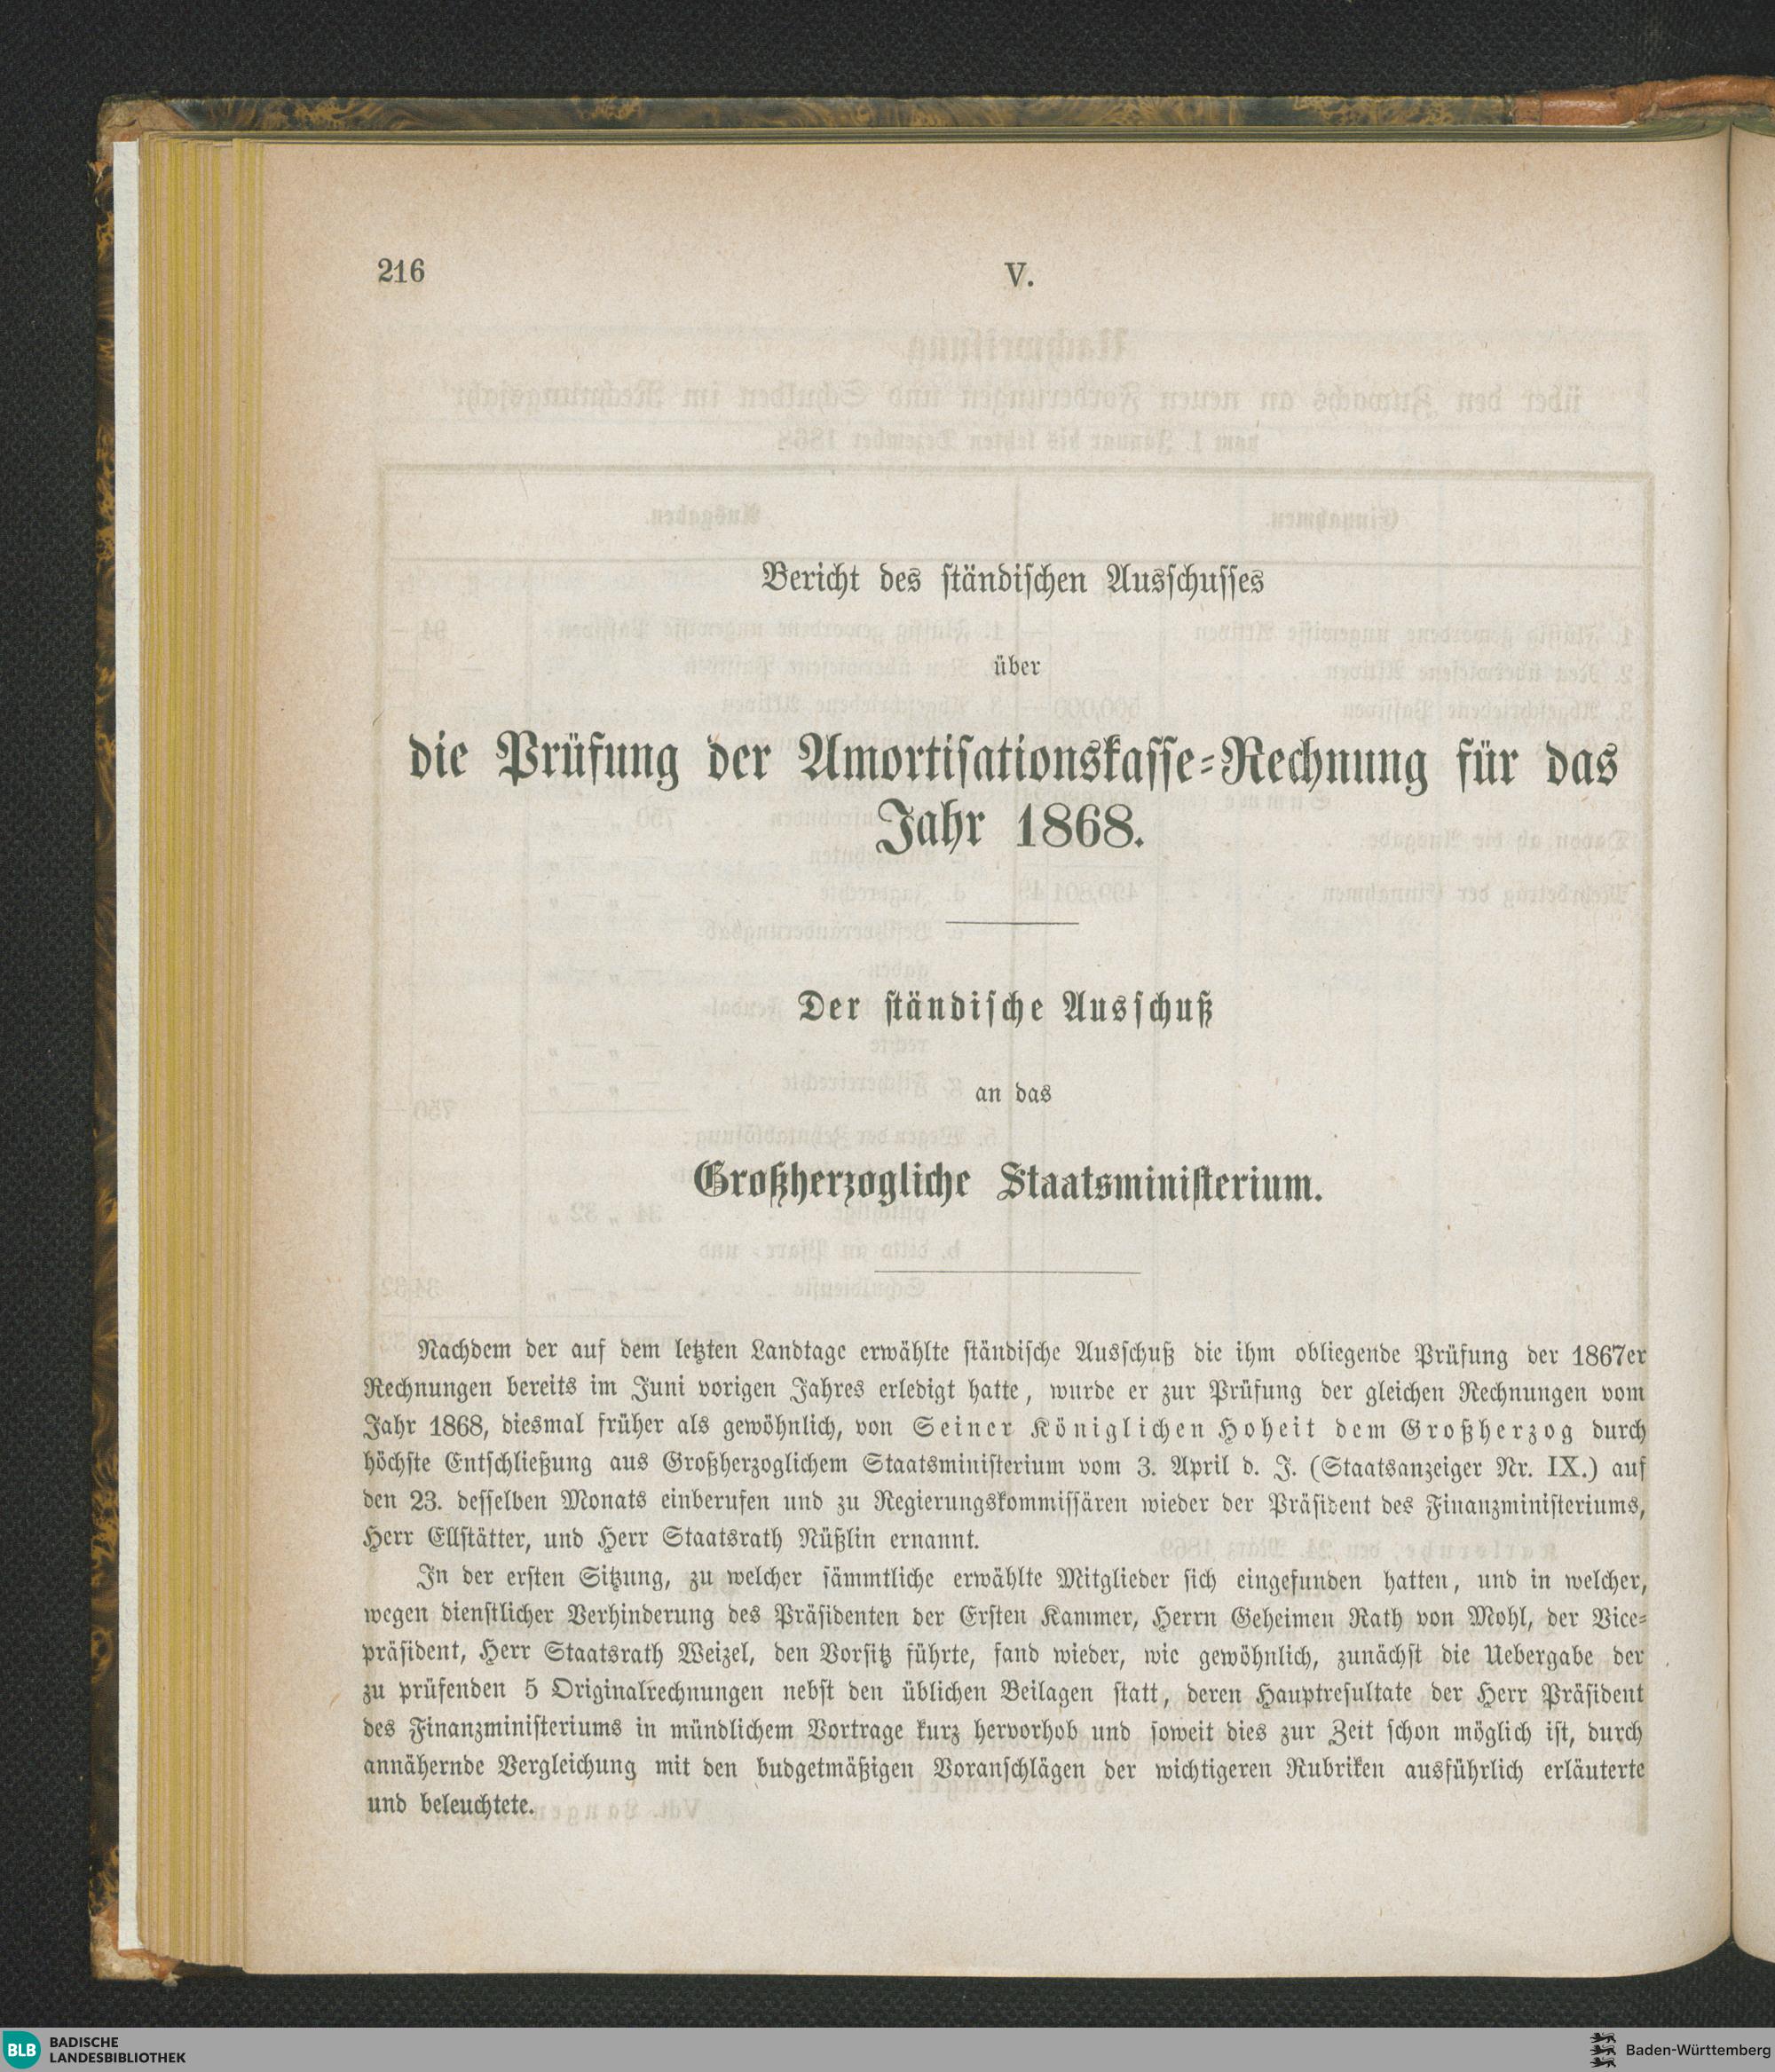 216
V.
Bericht des ständischen Ausschusses
über
die Prüfung der Amortisationskasse-Rechnung für das
Jahr 1868.
Der ständische Ausschuß
an das
Großherzogliche Staatsministerium.
Nachdem der auf dem letzten Landtage erwählte ständische Ausschuß die ihm obliegende Prüfung der 1867er
Rechnungen bereits im Juni vorigen Jahres erledigt hatte, wurde er zur Prüfung der gleichen Rechnungen vom
Jahr 1868, diesmal früher als gewöhnlich, von Seiner Königlichen Hoheit dem Großherzog durch
höchste Entschließung aus Großherzoglichem Staatsministerium vom 3. April d. J. (Staatsanzeiger Nr. IX.) auf
den 23. desselben Monats einberufen und zu Regierungskommissären wieder der Präsident des Finanzministeriums,
Herr Ellstätter, und Herr Staatsrath Nüßlin ernannt.
In der ersten Sitzung, zu welcher sämmtliche erwählte Mitglieder sich eingefunden hatten, und in welcher,
wegen dienstlicher Verhinderung des Präsidenten der Ersten Kammer, Herrn Geheimen Rath von Mohl, der Vice-
präsident, Herr Staatsrath Weizel, den Vorsitz führte, fand wieder, wie gewöhnlich, zunächst die Uebergabe der
zu prüfenden 5 Originalrechnungen nebst den üblichen Beilagen statt, deren Hauptresultate der Herr Präsident
des Finanzministeriums in mündlichem Vortrage kurz hervorhob und soweit dies zur Zeit schon möglich ist, durch
annähernde Vergleichung mit den budgetmäßigen Voranschlägen der wichtigeren Rubriken ausführlich erläuterte
und beleuchtete.
BLB
BADISCHE
LANDESBIBLIOTHEK
Baden-Württemberg